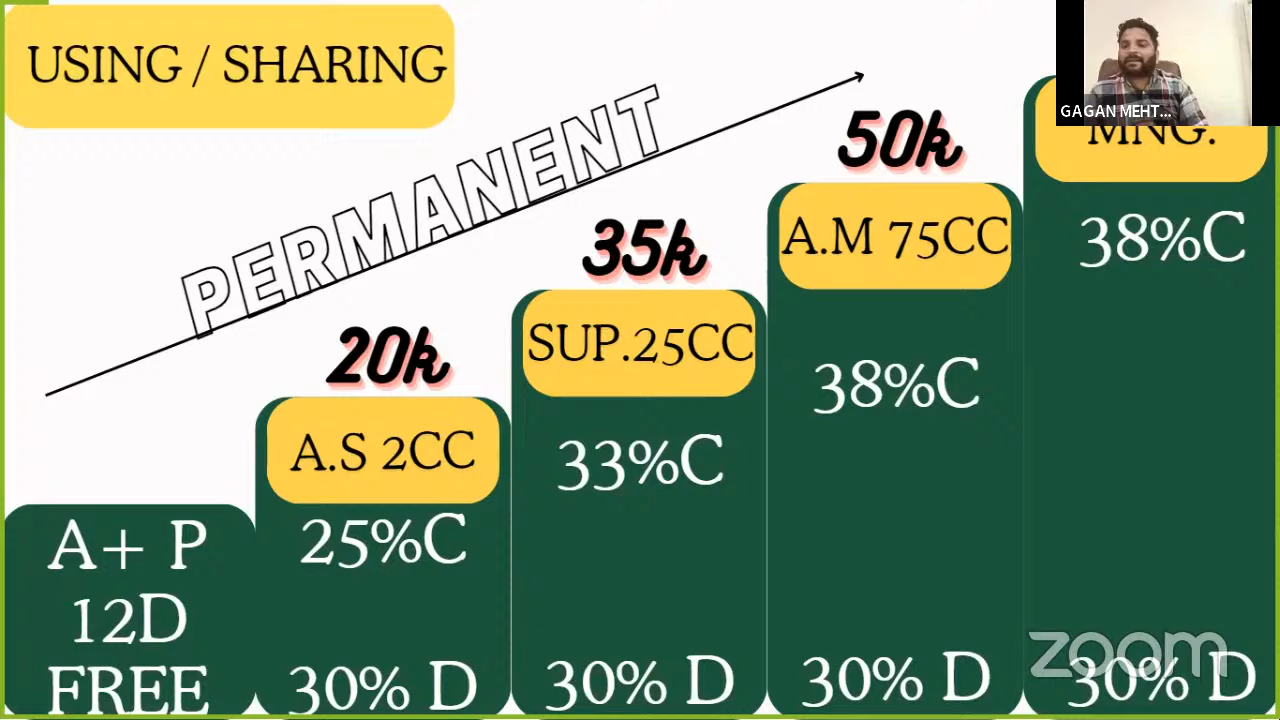 USING / SHARING
PERMANENT
GAGAN MEHT...
A+ P
12D
FREE
20k
A.S 2CC
25%C
30% D
35k
SUP.25CC
33%C
30% D
50k
A.M 75CC
38%C
30% D
MNG.
38%C
30% D
zoom